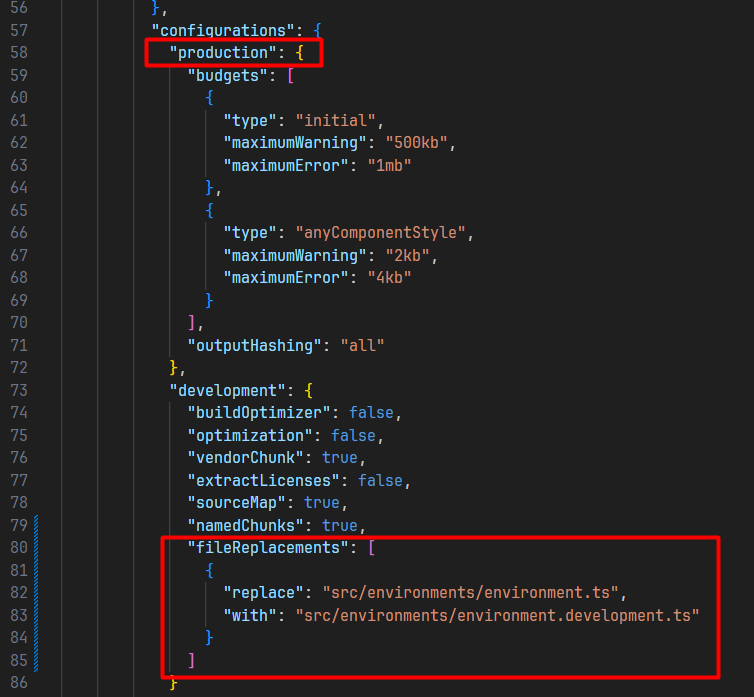 56 },
57 "configurations": {
58 "production": {
59 "budgets": [
60 {
61 "type": "initial",
62 "maximumWarning": "500kb",
63 "maximumError": "1mb"
64 },
65 {
66 "type": "anyComponentStyle",
67 "maximumWarning": "2kb",
68 "maximumError": "4kb"
69 }
70 ],
71 "outputHashing": "all"
72 },
73 "development": {
74 "buildOptimizer": false,
75 "optimization": false,
76 "vendorChunk": true,
77 "extractLicenses": false,
78 "sourceMap": true,
79 "namedChunks": true,
80 "fileReplacements": [
81 {
82 "replace": "src/environments/environment.ts",
83 "with": "src/environments/environment.development.ts"
84 }
85 ]
86 }